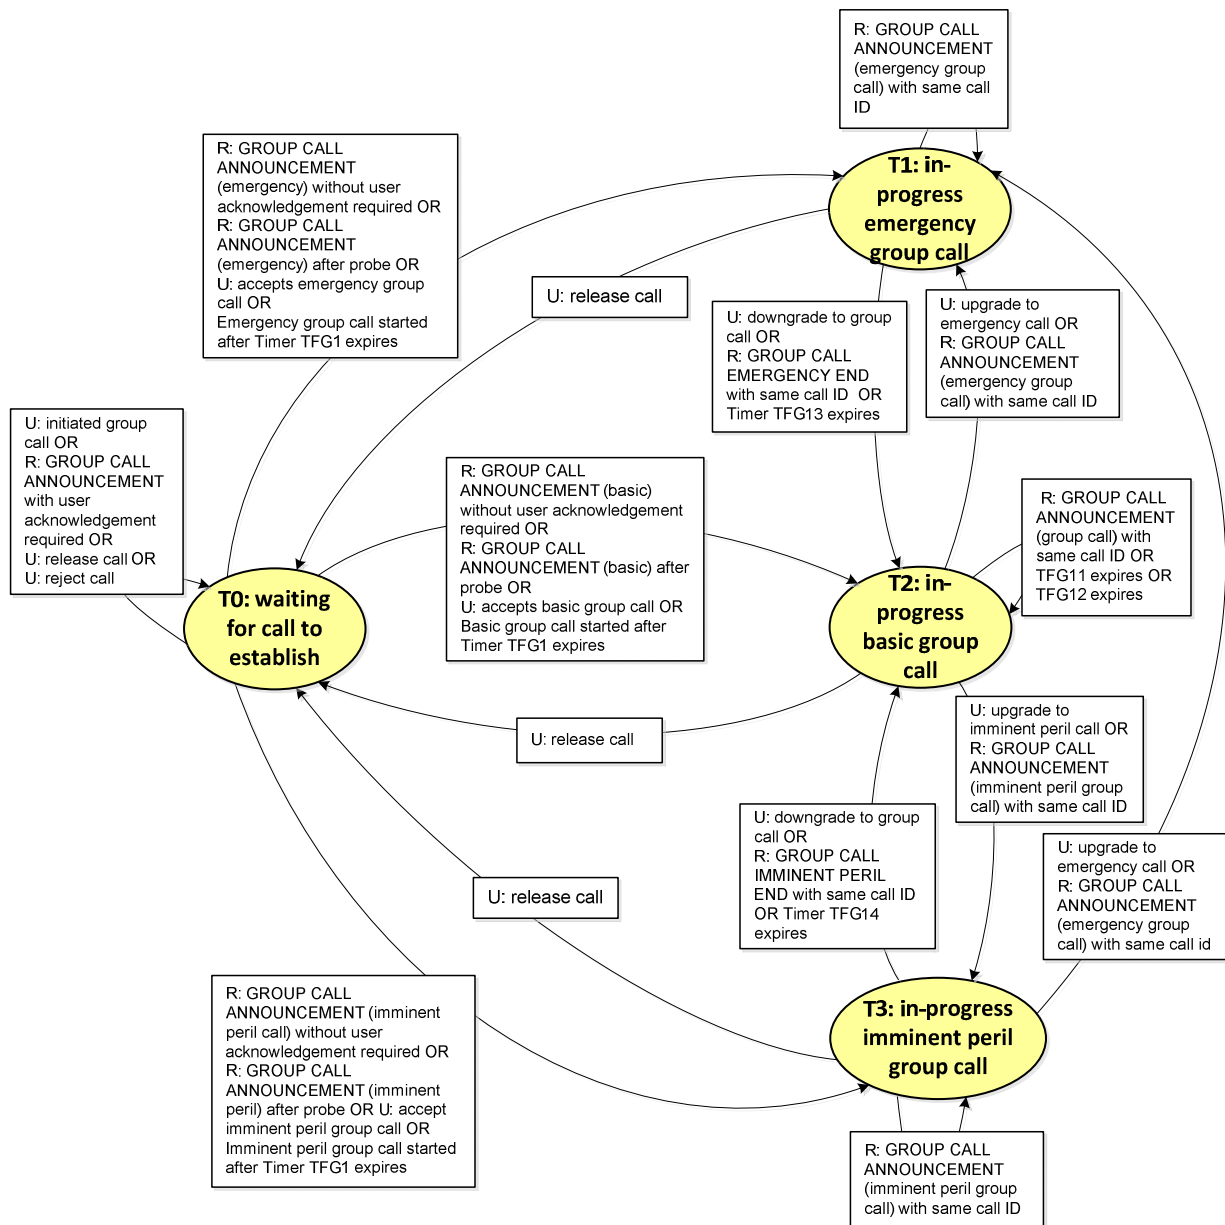 R: GROUP CALL
ANNOUNCEMENT
(emergency group
call) with same call
ID
R: GROUP CALL
ANNOUNCEMENT
(emergency) without user
acknowledgement required OR
R: GROUP CALL
ANNOUNCEMENT
(emergency) after probe OR
U: accepts emergency group
call OR
Emergency group call started
after Timer TFG1 expires
T1: in-
progress
emergency
group call
U: release call
U: downgrade to group
call OR
R: GROUP CALL
EMERGENCY END
with same call ID  OR
Timer TFG13 expires
U: upgrade to
emergency call OR
R: GROUP CALL
ANNOUNCEMENT
(emergency group
call) with same call ID
U: initiated group
call OR
R: GROUP CALL
ANNOUNCEMENT
with user
acknowledgement
required OR
U: release call OR
U: reject call
R: GROUP CALL
ANNOUNCEMENT (basic)
without user acknowledgement
required OR
R: GROUP CALL
ANNOUNCEMENT (basic) after
probe OR
U: accepts basic group call OR
Basic group call started after
Timer TFG1 expires
R: GROUP CALL
ANNOUNCEMENT
(group call) with
same call ID OR
TFG11 expires OR
TFG12 expires
T0: waiting
for call to
establish
T2: in-
progress
basic group
call
U: release call
U: upgrade to
imminent peril call OR
R: GROUP CALL
ANNOUNCEMENT
(imminent peril group
call) with same call ID
U: downgrade to group
call OR
R: GROUP CALL
IMMINENT PERIL
END with same call ID
OR Timer TFG14
expires
U: upgrade to
emergency call OR
R: GROUP CALL
ANNOUNCEMENT
(emergency group
call) with same call id
U: release call
R: GROUP CALL
ANNOUNCEMENT (imminent
peril call) without user
acknowledgement required OR
R: GROUP CALL
ANNOUNCEMENT (imminent
peril) after probe OR U: accept
imminent peril group call OR
Imminent peril group call started
after Timer TFG1 expires
T3: in-progress
imminent peril
group call
R: GROUP CALL
ANNOUNCEMENT
(imminent peril group
call) with same call ID